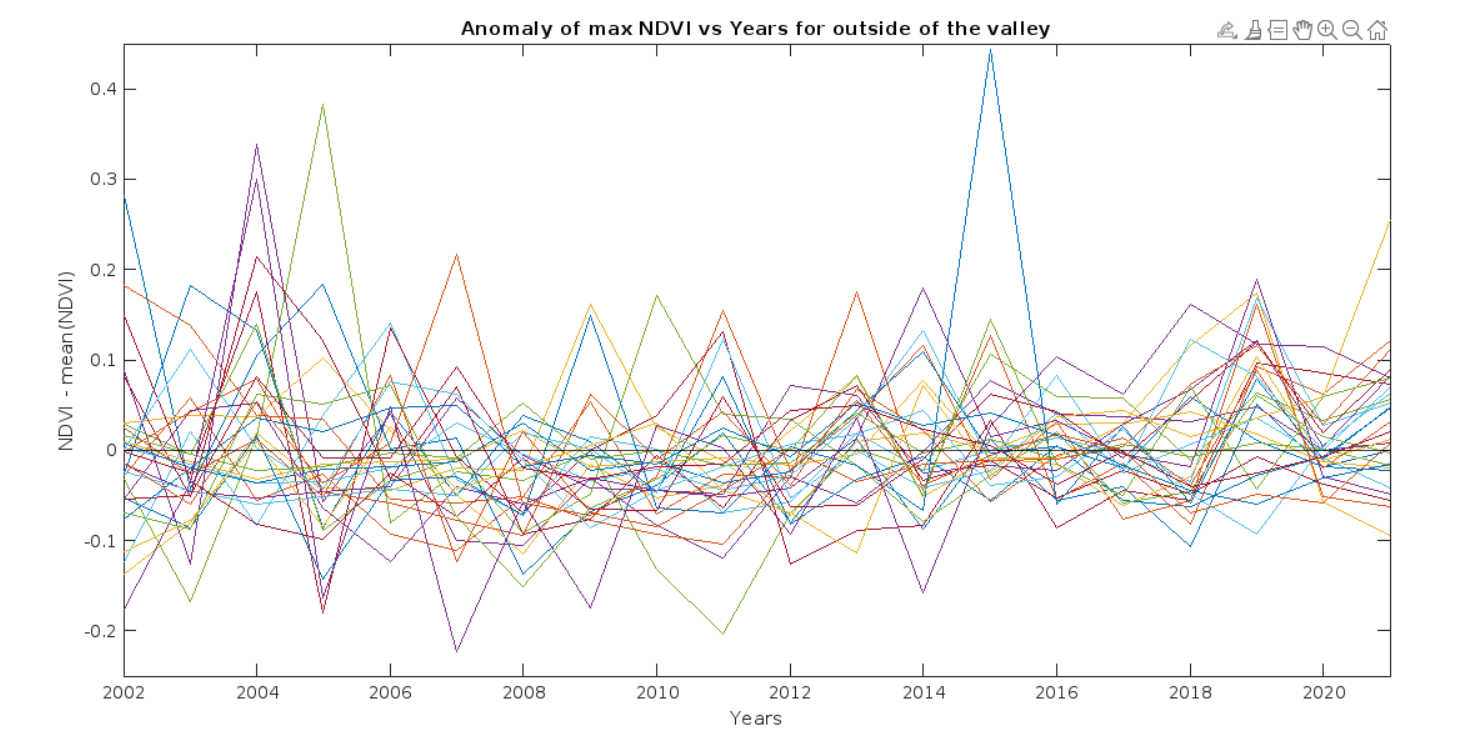 Anomaly of max NDVI vs Years for outside of the valley
NDVI - mean(NDVI)
0.4
0.3
0.2
0.1
0
-0.1
-0.2
2002 2004 2006 2008 2010 2012 2014 2016 2018 2020
Years